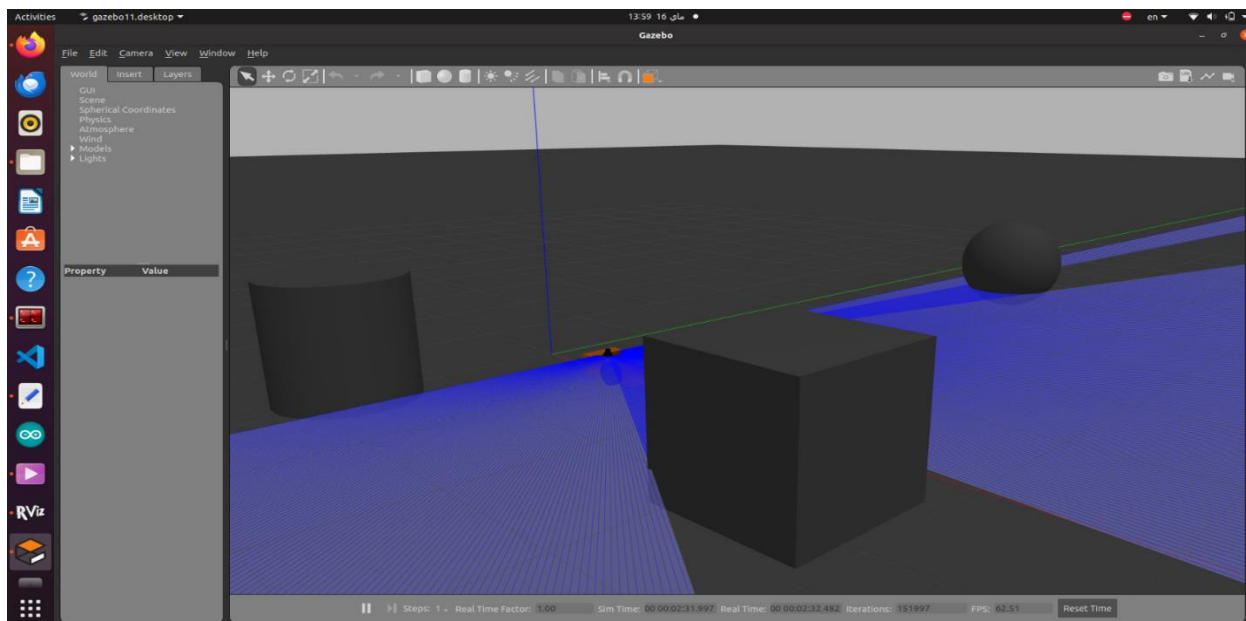 Activities gazebo11.desktop 13:59 16 ماي en
Gazebo
File Edit Camera View Window Help
World Insert Layers
GUI
Scene
Spherical Coordinates
Physics
Atmosphere
Wind
Models
Lights
Property Value
RViz
Steps: 1 Real Time Factor: 1.00 Sim Time: 00 00:02:31.997 Real Time: 00 00:02:32.482 Iterations: 151997 FPS: 62.51 Reset Time